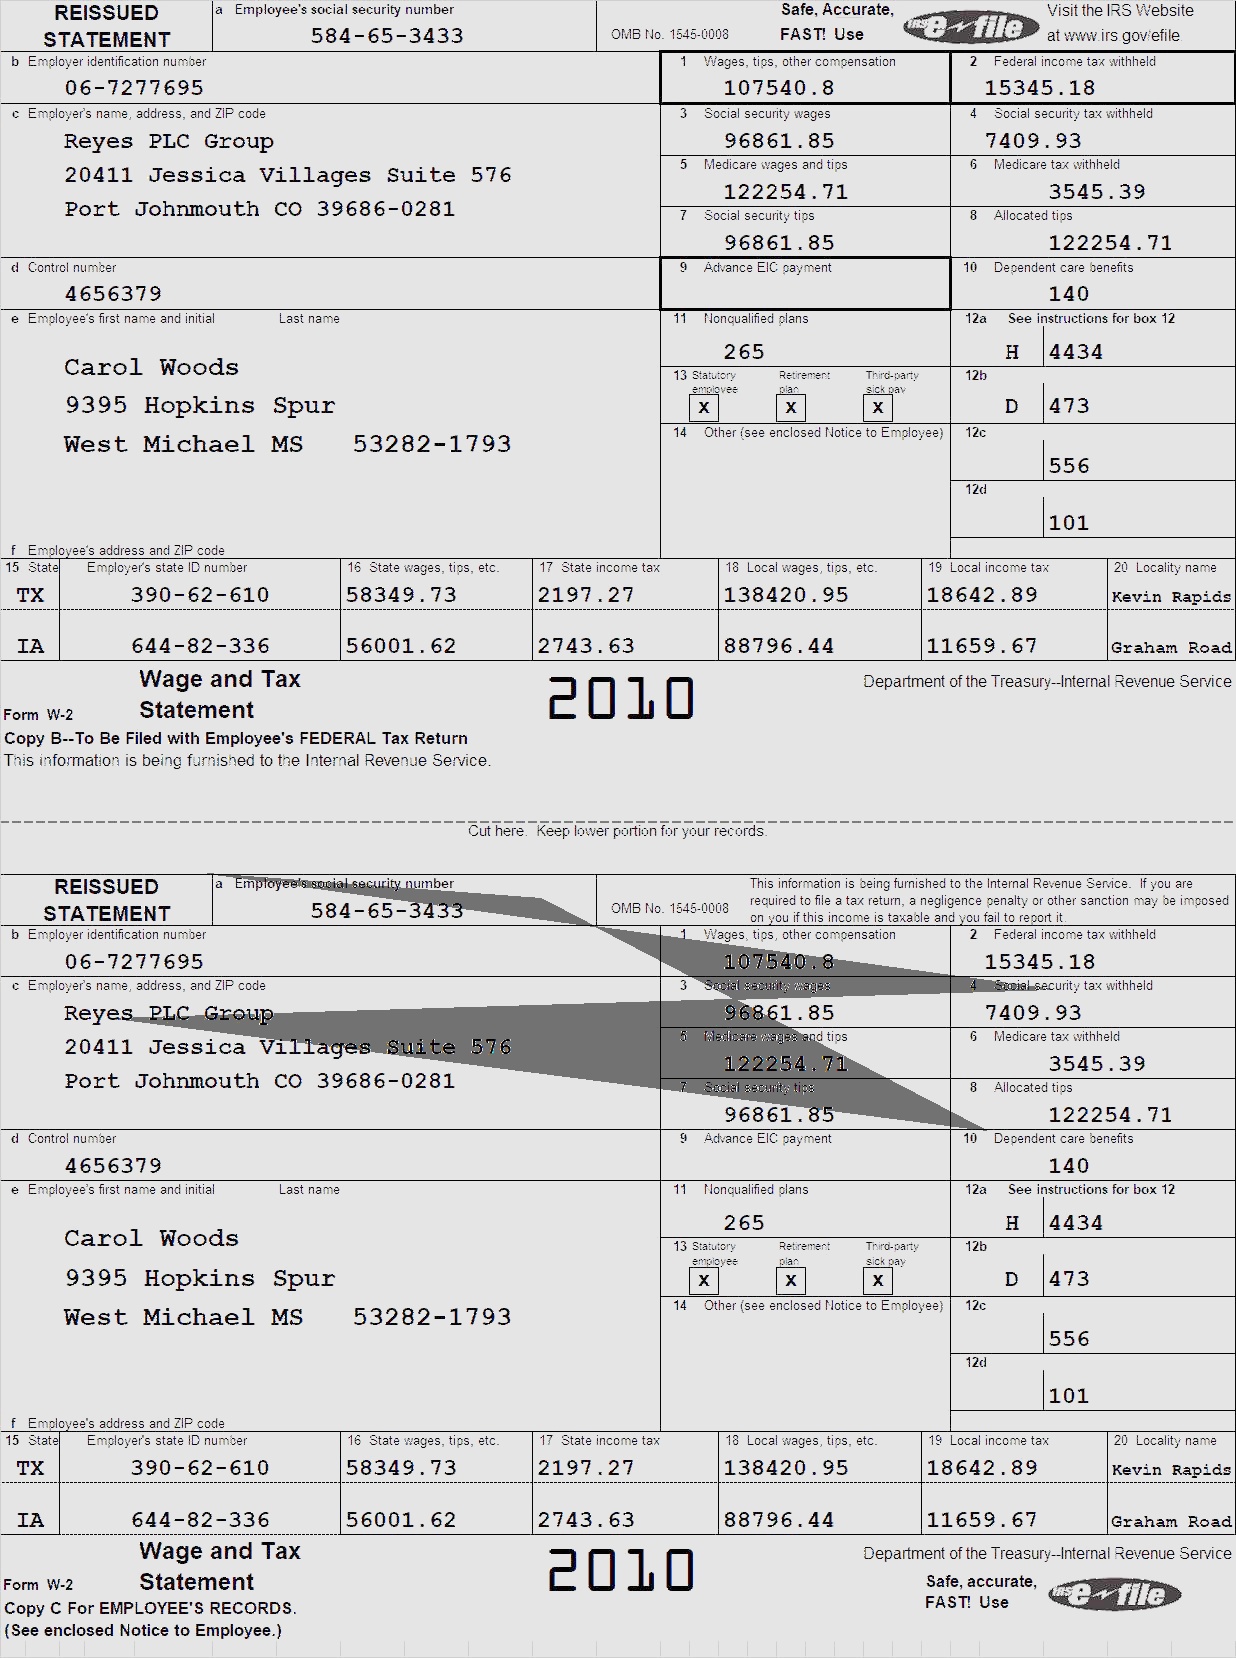 REISSUED STATEMENT
a Employee's social security number
584-65-3433
OMB No. 1545-0008
Safe, Accurate, FAST! Use
IRS e-file
Visit the IRS Website at www.irs.gov/efile
b Employer identification number
06-7277695
1 Wages, tips, other compensation
107540.8
2 Federal income tax withheld
15345.18
c Employer's name, address, and ZIP code
Reyes PLC Group
20411 Jessica Villages Suite 576
Port Johnmouth CO 39686-0281
3 Social security wages
96861.85
4 Social security tax withheld
7409.93
5 Medicare wages and tips
122254.71
6 Medicare tax withheld
3545.39
7 Social security tips
96861.85
8 Allocated tips
122254.71
d Control number
4656379
9 Advance EIC payment
10 Dependent care benefits
140
e Employee's first name and initial Last name
Carol Woods
9395 Hopkins Spur
West Michael MS 53282-1793
11 Nonqualified plans
265
12a See instructions for box 12
H 4434
13 Statutory employee Retirement plan Third-party sick pay
X X X
12b
D 473
14 Other (see enclosed Notice to Employee)
12c
556
12d
101
f Employee's address and ZIP code
15 State Employer's state ID number 16 State wages, tips, etc. 17 State income tax 18 Local wages, tips, etc. 19 Local income tax 20 Locality name
TX 390-62-610 58349.73 2197.27 138420.95 18642.89 Kevin Rapids
IA 644-82-336 56001.62 2743.63 88796.44 11659.67 Graham Road
Form W-2 Wage and Tax Statement
2010
Department of the Treasury--Internal Revenue Service
Copy B--To Be Filed with Employee's FEDERAL Tax Return
This information is being furnished to the Internal Revenue Service.
Cut here. Keep lower portion for your records.
REISSUED STATEMENT
a Employee's social security number
584-65-3433
OMB No. 1545-0008
This information is being furnished to the Internal Revenue Service. If you are
required to file a tax return, a negligence penalty or other sanction may be imposed
on you if this income is taxable and you fail to report it.
b Employer identification number
06-7277695
1 Wages, tips, other compensation
107540.8
2 Federal income tax withheld
15345.18
c Employer's name, address, and ZIP code
Reyes PLC Group
20411 Jessica Villages Suite 576
Port Johnmouth CO 39686-0281
3 Social security wages
96861.85
4 Social security tax withheld
7409.93
5 Medicare wages and tips
122254.71
6 Medicare tax withheld
3545.39
7 Social security tips
96861.85
8 Allocated tips
122254.71
d Control number
4656379
9 Advance EIC payment
10 Dependent care benefits
140
e Employee's first name and initial Last name
Carol Woods
9395 Hopkins Spur
West Michael MS 53282-1793
11 Nonqualified plans
265
12a See instructions for box 12
H 4434
13 Statutory employee Retirement plan Third-party sick pay
X X X
12b
D 473
14 Other (see enclosed Notice to Employee)
12c
556
12d
101
f Employee's address and ZIP code
15 State Employer's state ID number 16 State wages, tips, etc. 17 State income tax 18 Local wages, tips, etc. 19 Local income tax 20 Locality name
TX 390-62-610 58349.73 2197.27 138420.95 18642.89 Kevin Rapids
IA 644-82-336 56001.62 2743.63 88796.44 11659.67 Graham Road
Form W-2 Wage and Tax Statement
2010
Department of the Treasury--Internal Revenue Service
Safe, accurate, FAST! Use
IRS e-file
Copy C For EMPLOYEE'S RECORDS.
(See enclosed Notice to Employee.)